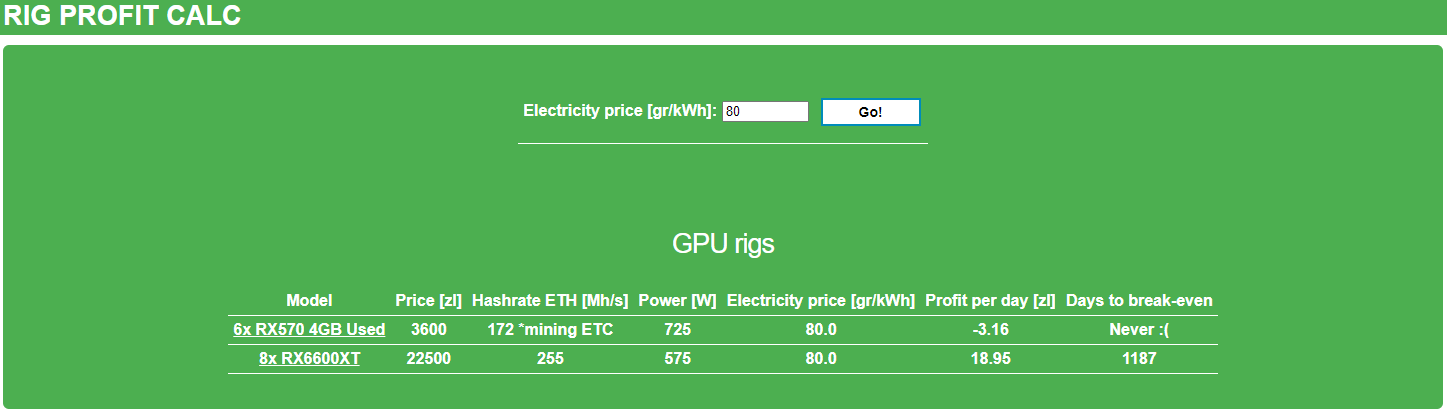 RIG PROFIT CALC
Electricity price [gr/kWh]: 80 Go!
GPU rigs
Model Price [zl] Hashrate ETH [Mh/s] Power [W] Electricity price [gr/kWh] Profit per day [zl] Days to break-even
6x RX570 4GB Used 3600 172 *mining ETC 725 80.0 -3.16 Never :(
8x RX6600XT 22500 255 575 80.0 18.95 1187